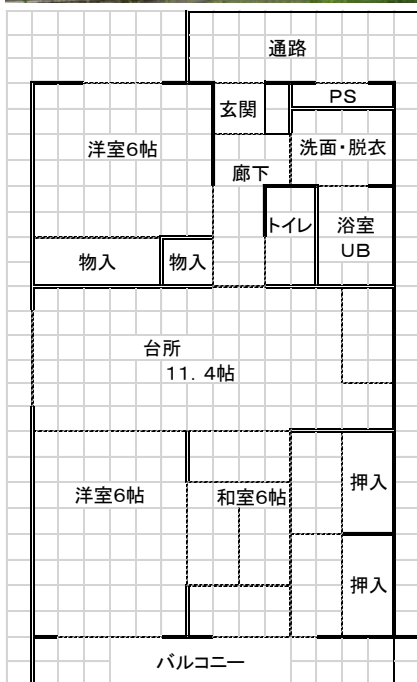 通路
PS
玄関
洋室6帖
洗面・脱衣
廊下
トイレ
浴室
UB
物入
物入
台所
11.4帖
押入
洋室6帖
和室6帖
押入
バルコニー